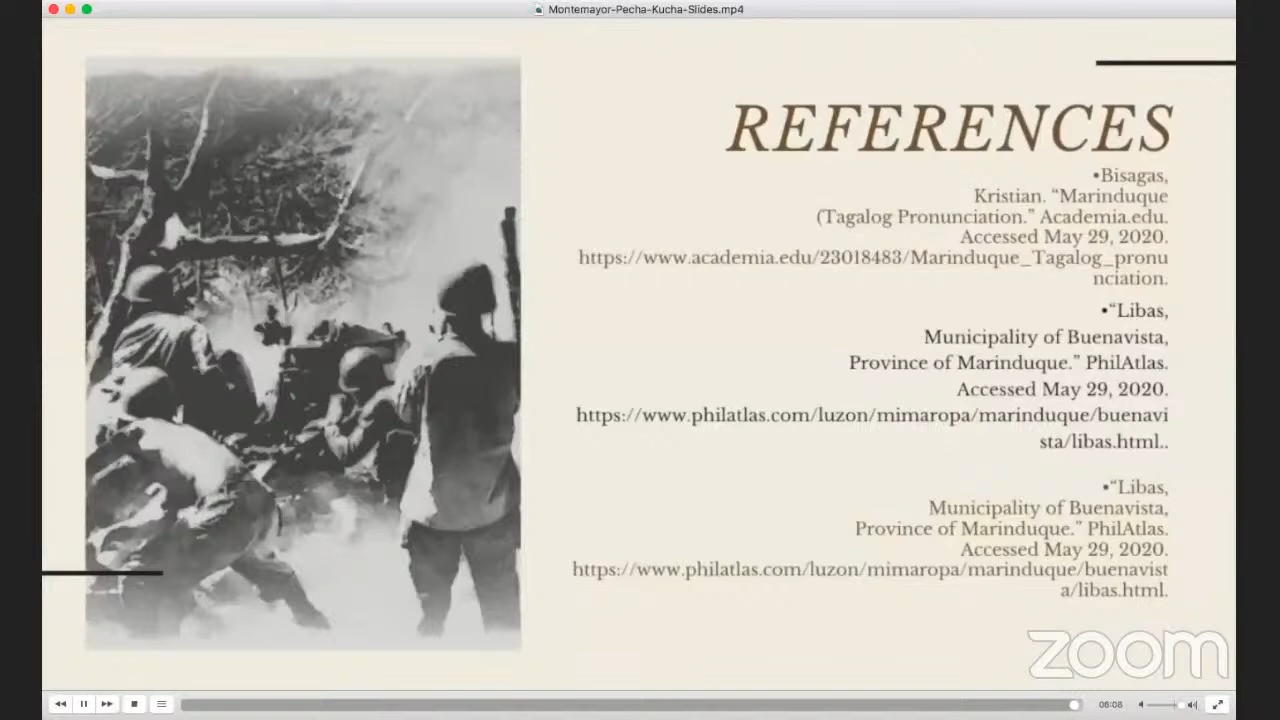 Montemayor-Pecha-Kucha-Slides.mp4
REFERENCES
•Bisagas,
Kristian. “Marinduque
(Tagalog Pronunciation.” Academia.edu.
Accessed May 29, 2020.
https://www.academia.edu/23018483/Marinduque_Tagalog_pronu
nciation.
•“Libas,
Municipality of Buenavista,
Province of Marinduque.” PhilAtlas.
Accessed May 29, 2020.
https://www.philatlas.com/luzon/mimaropa/marinduque/buenavi
sta/libas.html..
•“Libas,
Municipality of Buenavista,
Province of Marinduque.” PhilAtlas.
Accessed May 29, 2020.
https://www.philatlas.com/luzon/mimaropa/marinduque/buenavist
a/libas.html.
zoom
06:08